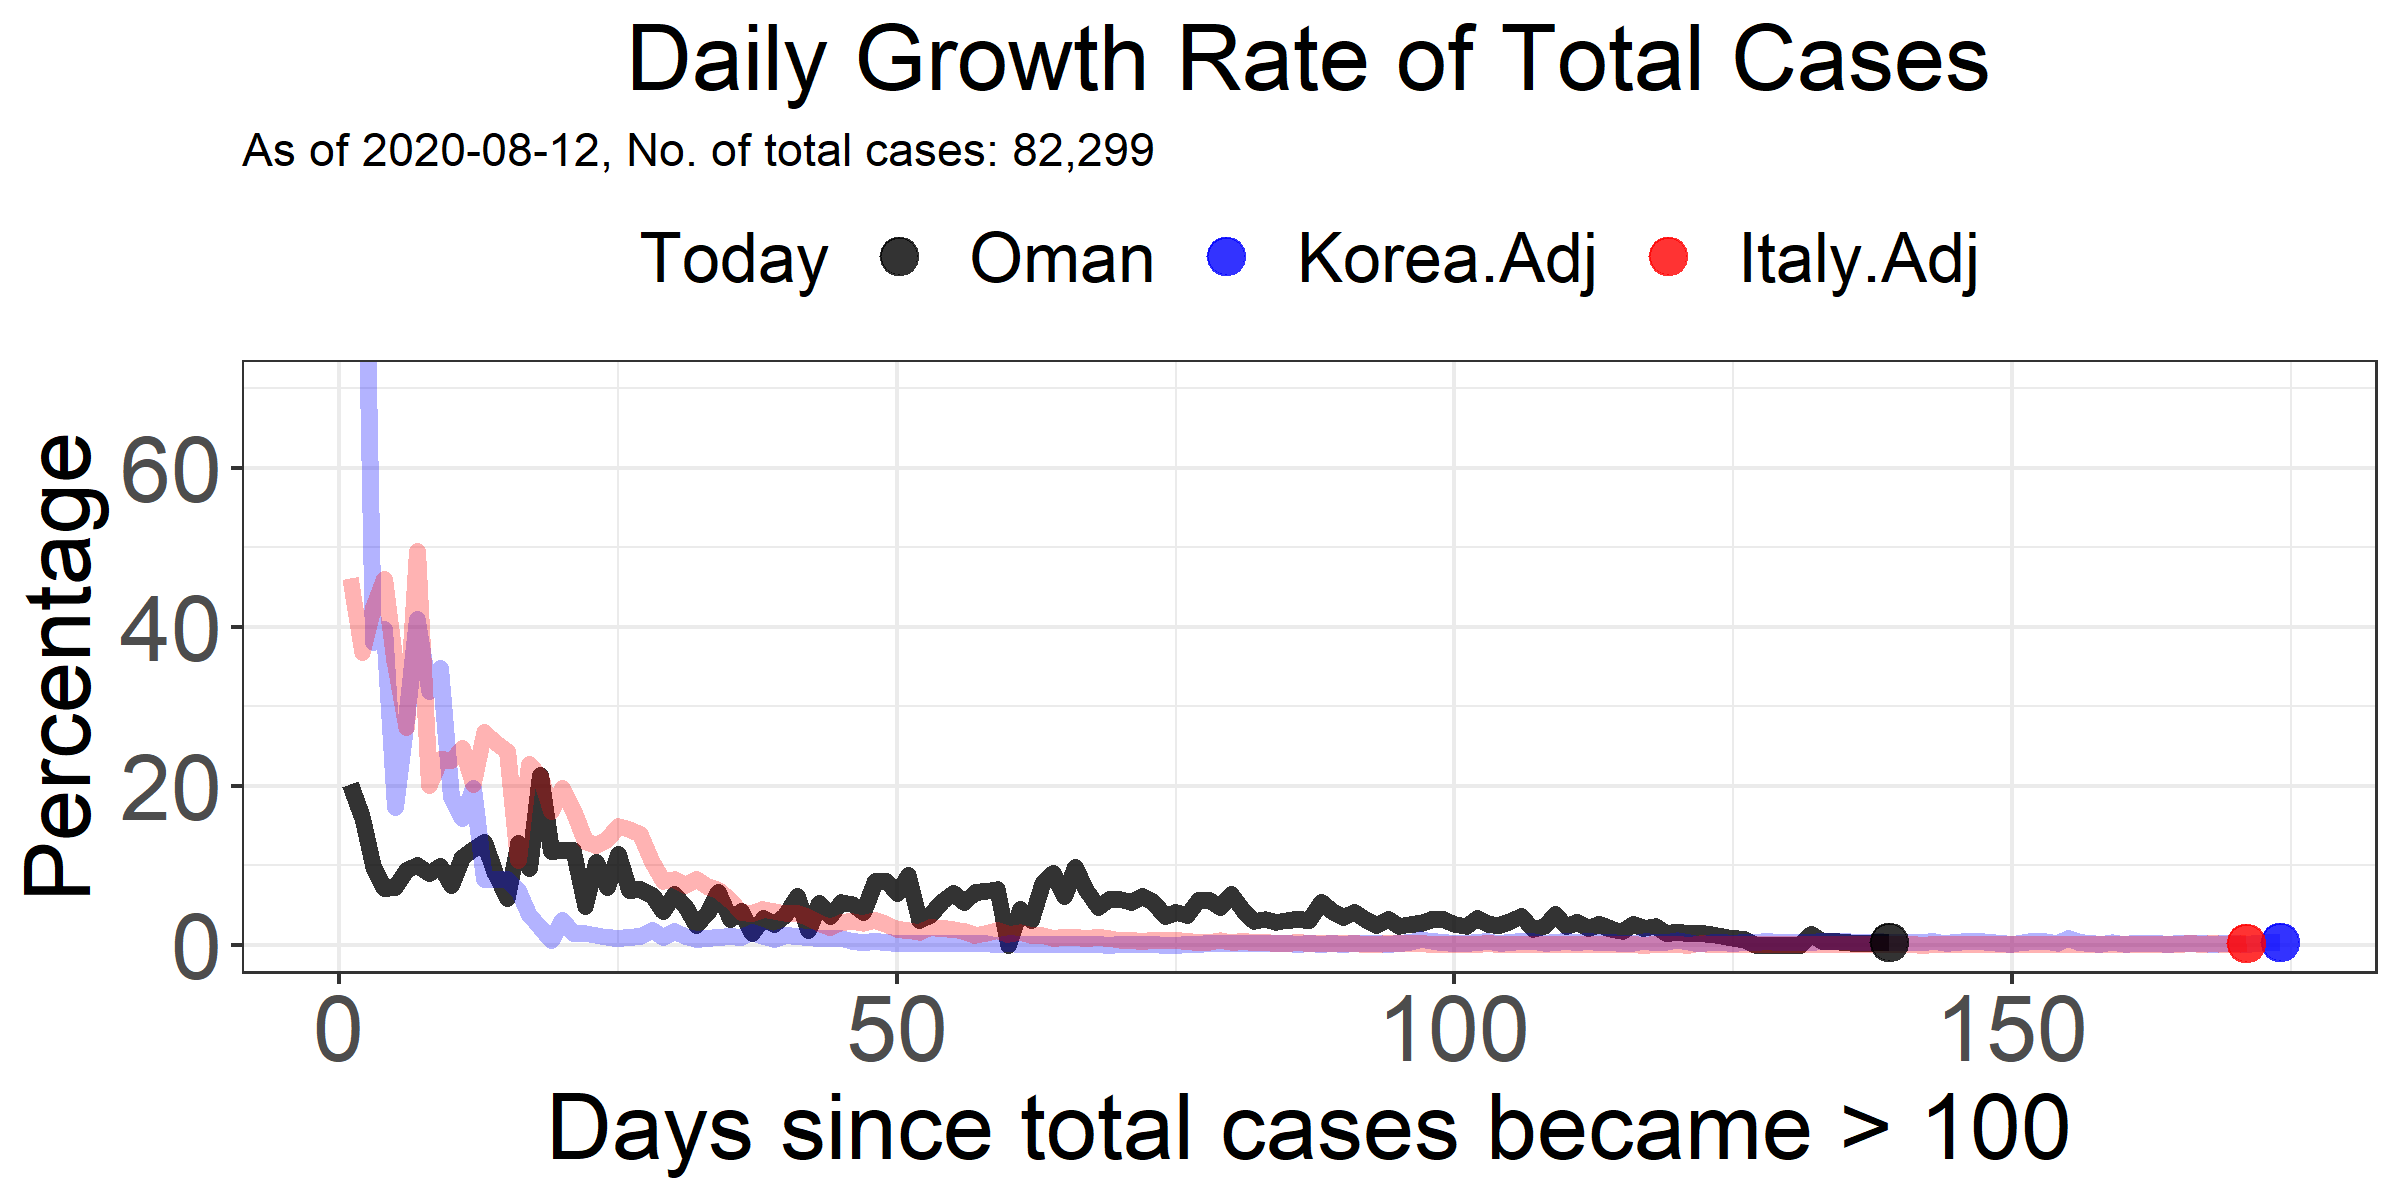 Daily Growth Rate of Total Cases
As of 2020-08-12, No. of total cases: 82,299
Today Oman Korea.Adj Italy.Adj
Percentage
60
40
20
0
0 50 100 150
Days since total cases became > 100